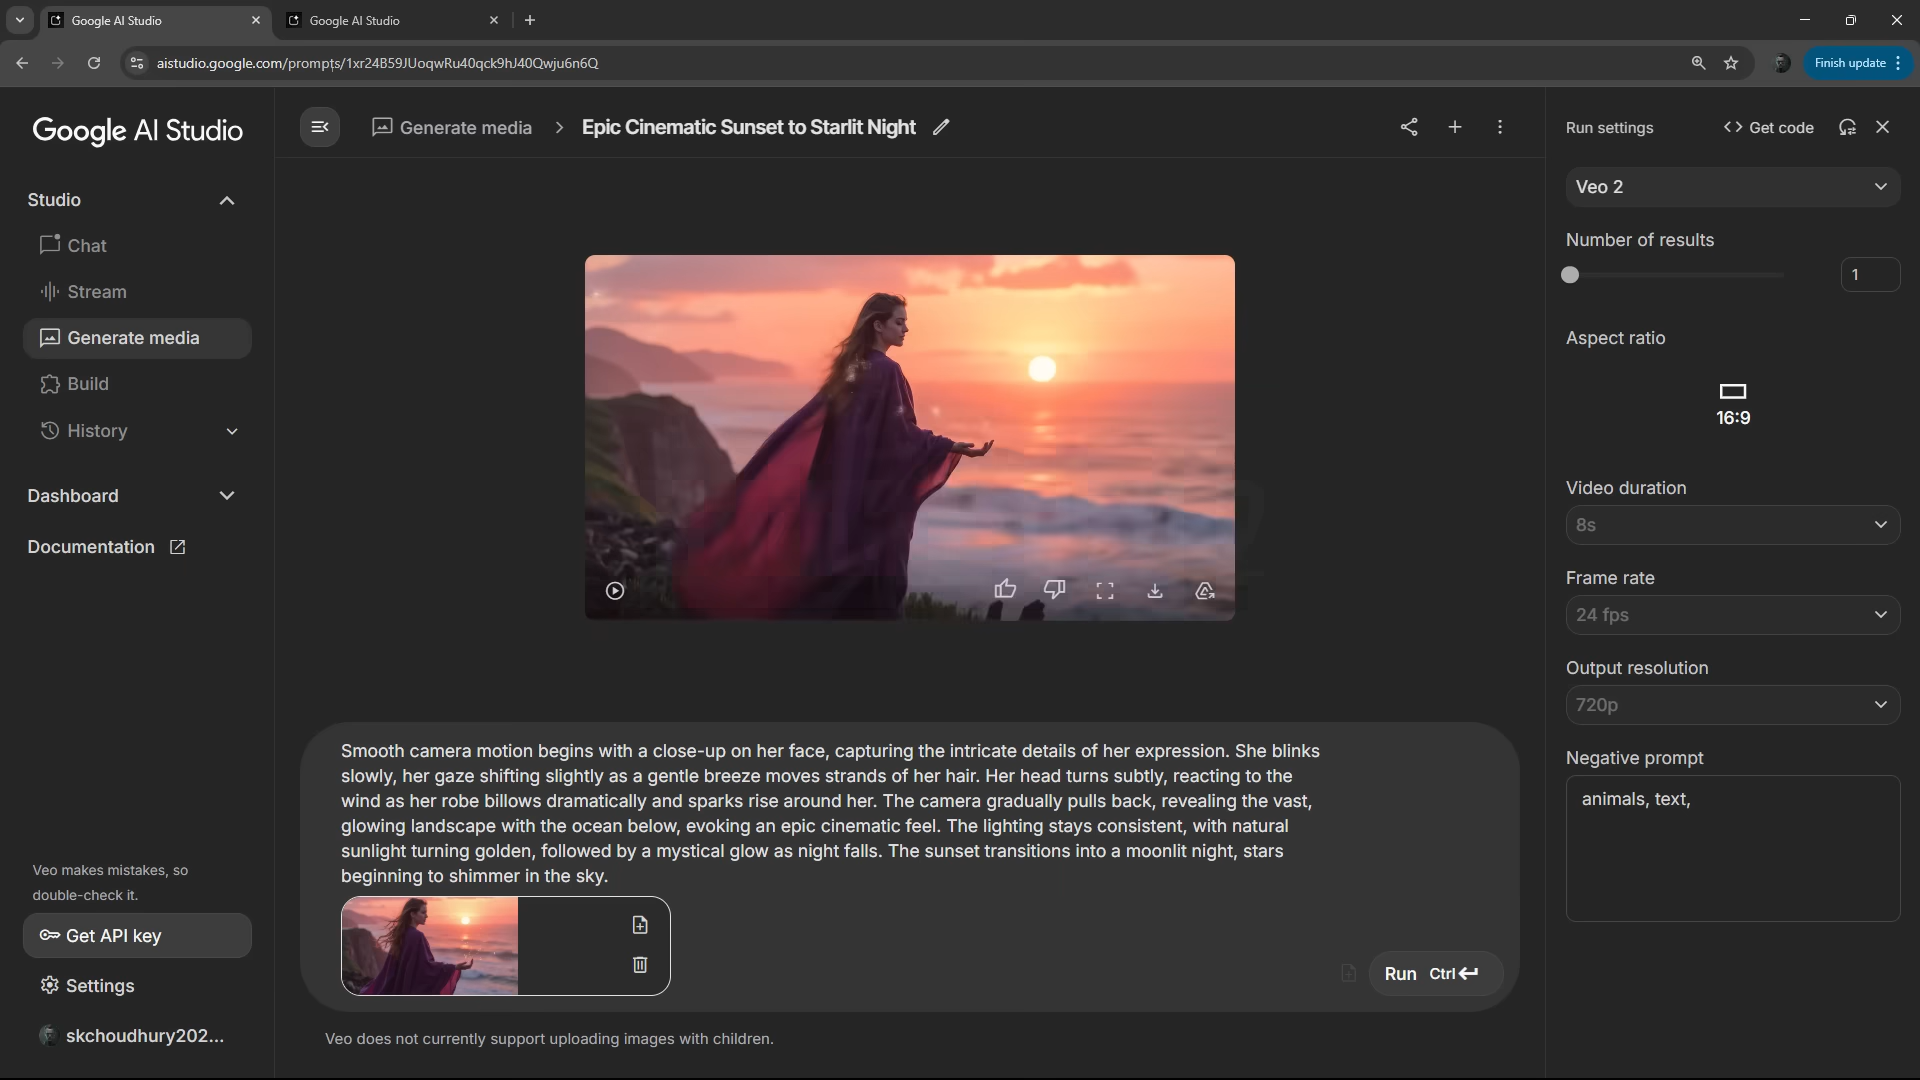 Google AI Studio
Google AI Studio
aistudio.google.com/prompts/1xr24B59JUoqwRu40qck9hJ40Qwju6n6Q
Finish update
Google AI Studio
Studio
Chat
Stream
Generate media
Build
History
Dashboard
Documentation
Veo makes mistakes, so
double-check it.
Get API key
Settings
skchoudhury202...
Generate media > Epic Cinematic Sunset to Starlit Night
Smooth camera motion begins with a close-up on her face, capturing the intricate details of her expression. She blinks
slowly, her gaze shifting slightly as a gentle breeze moves strands of her hair. Her head turns subtly, reacting to the
wind as her robe billows dramatically and sparks rise around her. The camera gradually pulls back, revealing the vast,
glowing landscape with the ocean below, evoking an epic cinematic feel. The lighting stays consistent, with natural
sunlight turning golden, followed by a mystical glow as night falls. The sunset transitions into a moonlit night, stars
beginning to shimmer in the sky.
Run Ctrl
Veo does not currently support uploading images with children.
Run settings
<> Get code
Veo 2
Number of results
1
Aspect ratio
16:9
Video duration
8s
Frame rate
24 fps
Output resolution
720p
Negative prompt
animals, text,